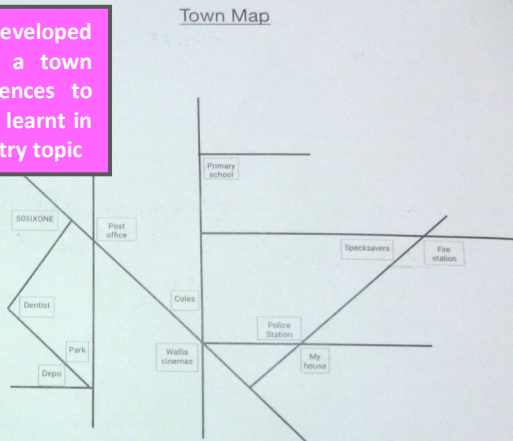 Town Map
eveloped
a town
ences to
learnt in
try topic
Primary
school
50SIXONE
Post
office
Specksavers
Fire
station
Dentist
Coles
Police
Station
Park
Wallis
cinemas
My
house
Depo